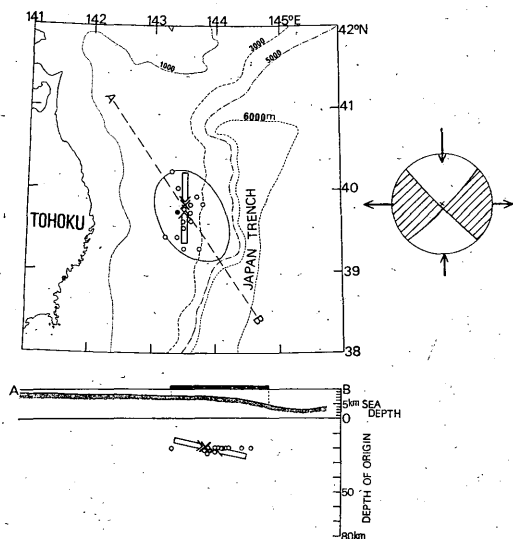 141 142 143 144 145°E
42°N
3000
5000
1000
A
41
6000m
40
TOHOKU
JAPAN TRENCH
39
B
38
A B
5km SEA
DEPTH
0
50
DEPTH OF ORIGIN
80km